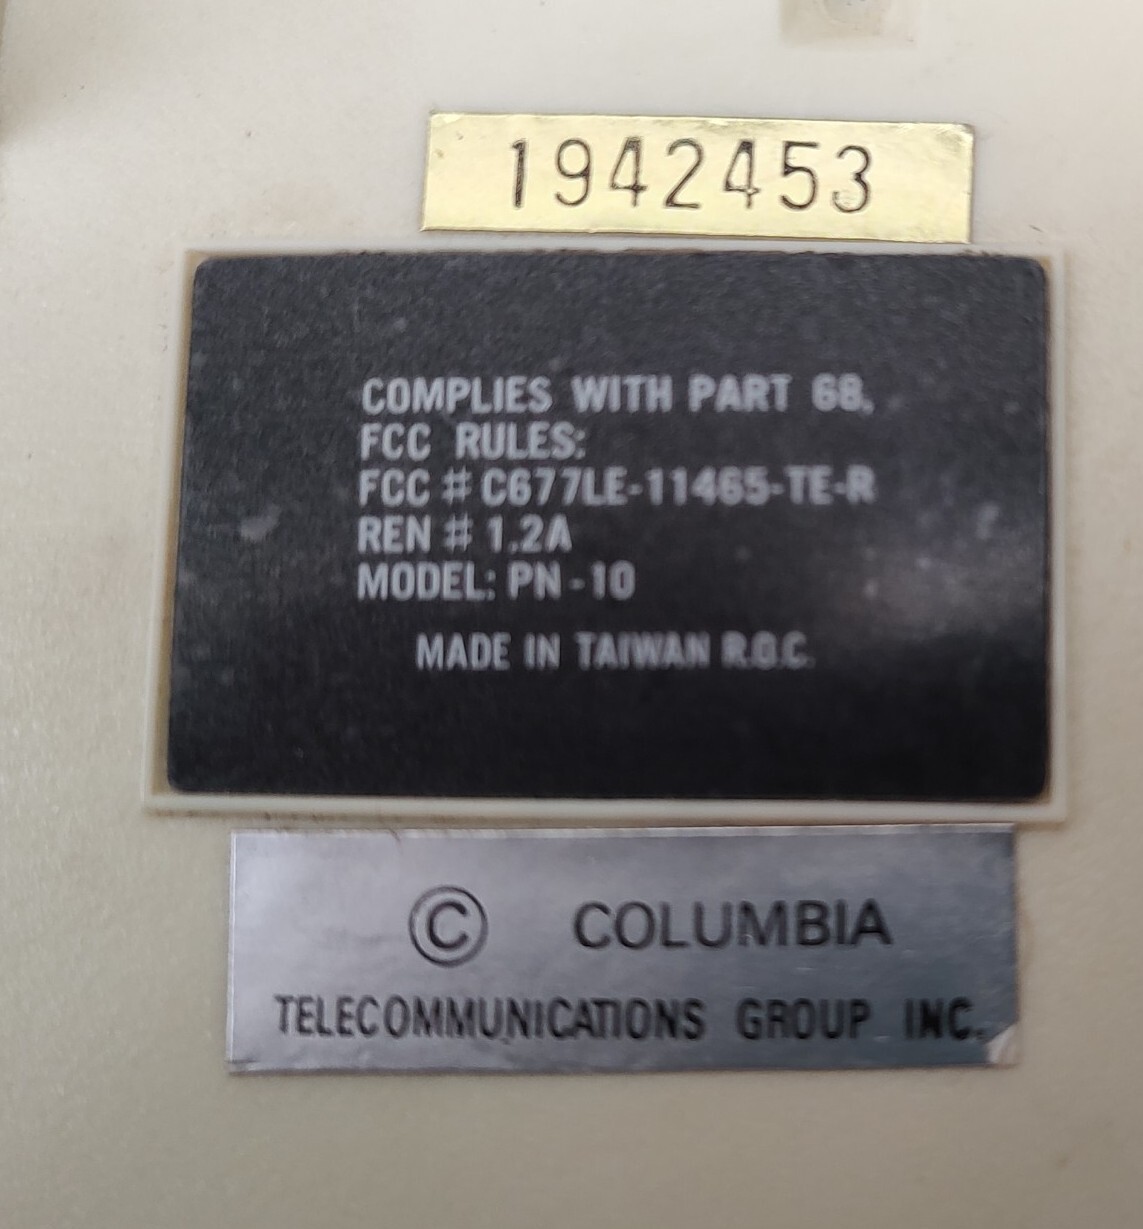 1942453
COMPLIES WITH PART 68,
FCC RULES:
FCC # C677LE-11465-TE-R
REN # 1.2A
MODEL: PN-10
MADE IN TAIWAN R.O.C.
© COLUMBIA
TELECOMMUNICATIONS GROUP INC.